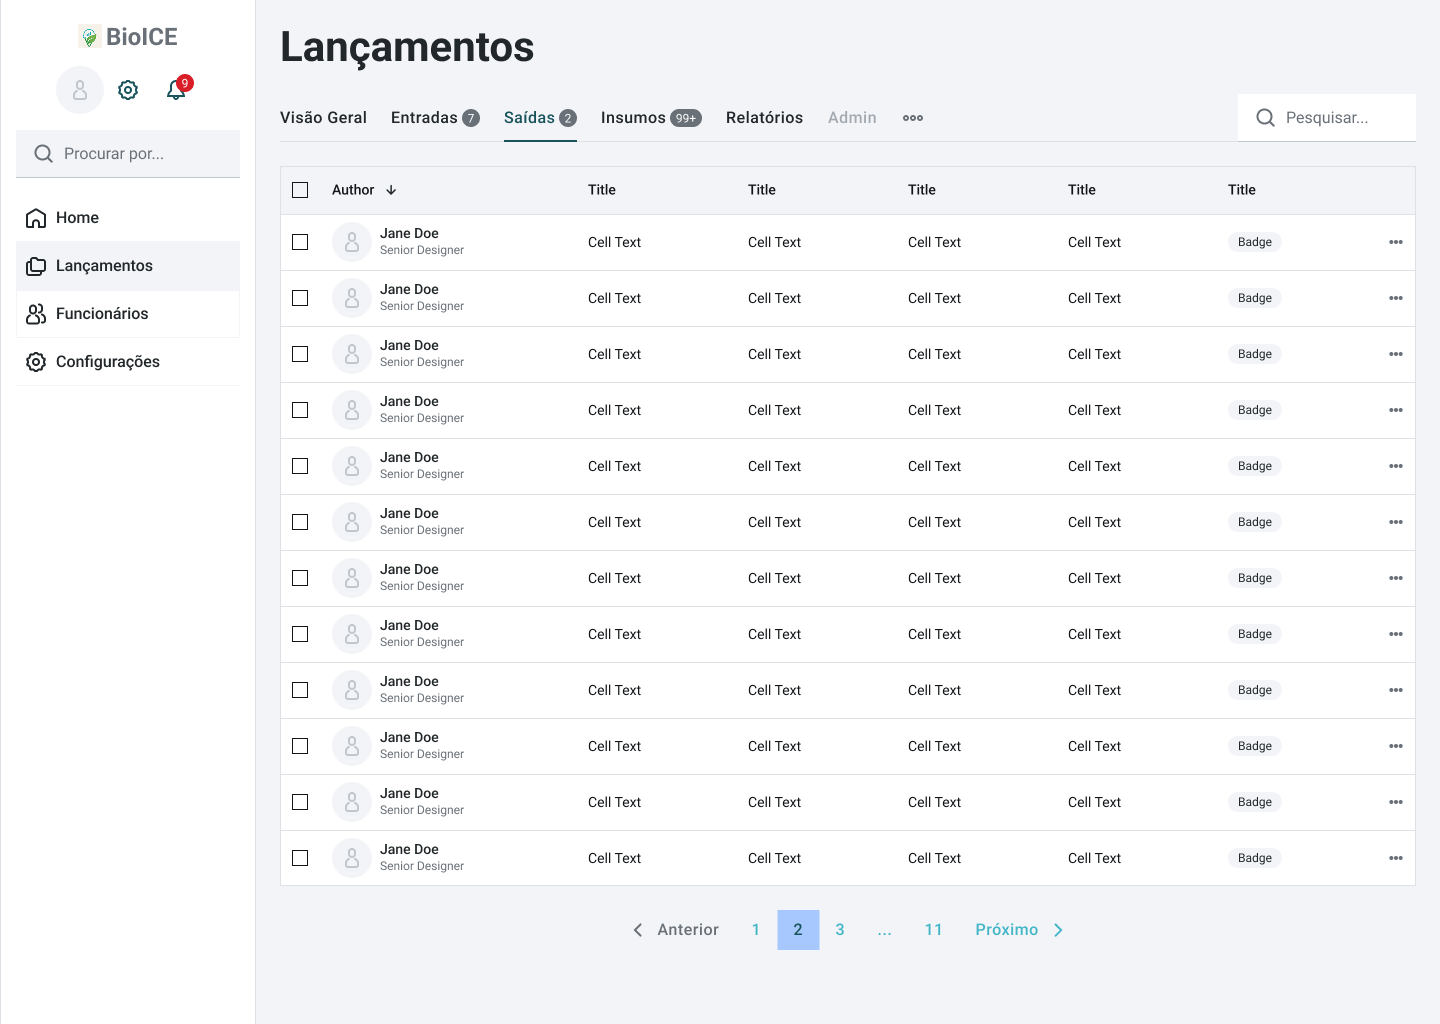 BioICE
9
Procurar por...
Home
Lançamentos
Funcionários
Configurações
Lançamentos
Visão Geral Entradas 7 Saídas 2 Insumos 99+ Relatórios Admin
Pesquisar...
Author Title Title Title Title Title
Jane Doe
Senior Designer
Cell Text Cell Text Cell Text Cell Text Badge
Jane Doe
Senior Designer
Cell Text Cell Text Cell Text Cell Text Badge
Jane Doe
Senior Designer
Cell Text Cell Text Cell Text Cell Text Badge
Jane Doe
Senior Designer
Cell Text Cell Text Cell Text Cell Text Badge
Jane Doe
Senior Designer
Cell Text Cell Text Cell Text Cell Text Badge
Jane Doe
Senior Designer
Cell Text Cell Text Cell Text Cell Text Badge
Jane Doe
Senior Designer
Cell Text Cell Text Cell Text Cell Text Badge
Jane Doe
Senior Designer
Cell Text Cell Text Cell Text Cell Text Badge
Jane Doe
Senior Designer
Cell Text Cell Text Cell Text Cell Text Badge
Jane Doe
Senior Designer
Cell Text Cell Text Cell Text Cell Text Badge
Jane Doe
Senior Designer
Cell Text Cell Text Cell Text Cell Text Badge
Jane Doe
Senior Designer
Cell Text Cell Text Cell Text Cell Text Badge
Anterior 1 2 3 ... 11 Próximo